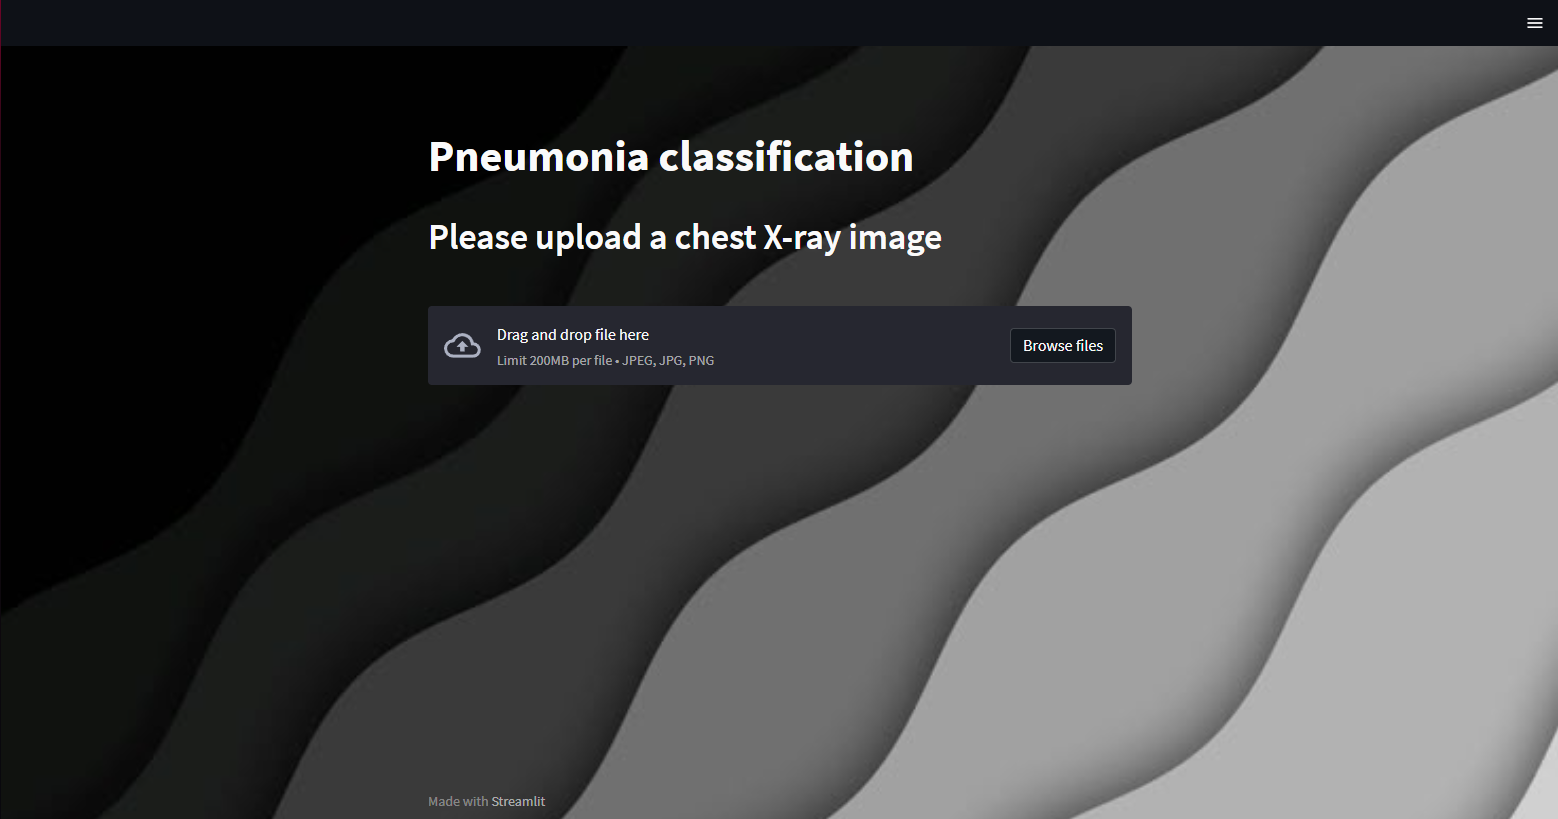 Pneumonia classification
Please upload a chest X-ray image
Drag and drop file here
Limit 200MB per file • JPEG, JPG, PNG
Browse files
Made with Streamlit